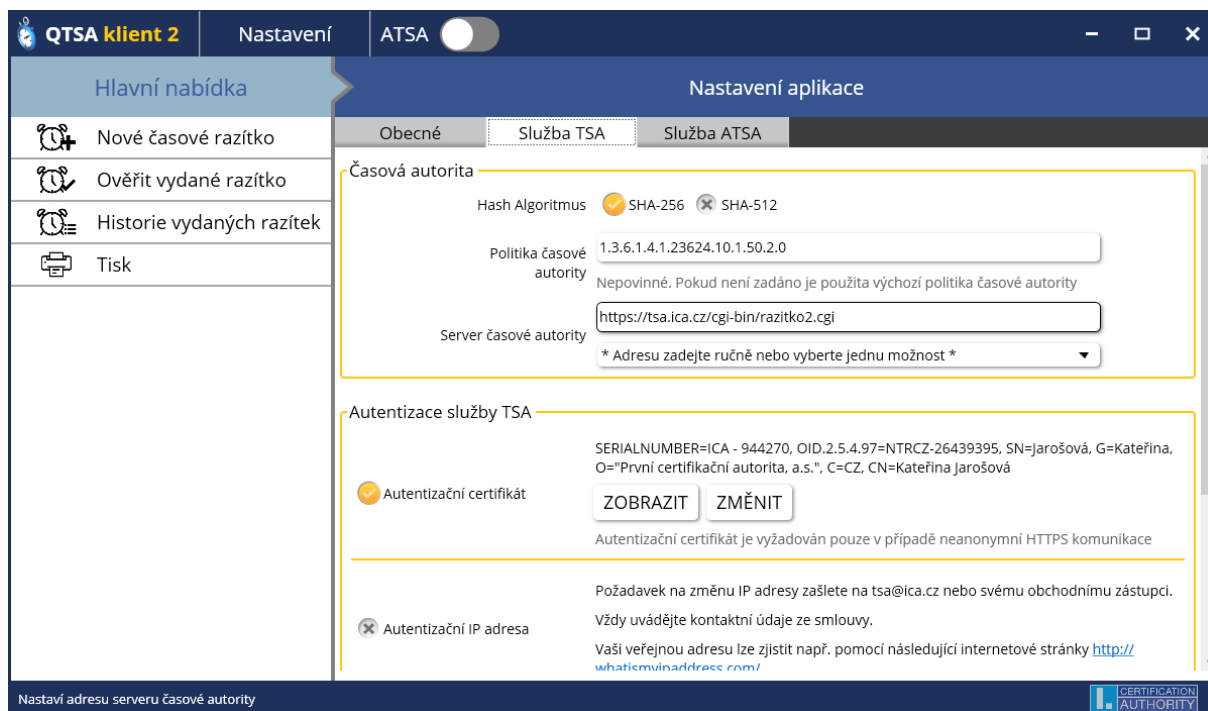 QTSA klient 2
Nastavení
ATSA
Hlavní nabídka
Nastavení aplikace
Nové časové razítko
Ověřit vydané razítko
Historie vydaných razítek
Tisk
Obecné
Služba TSA
Služba ATSA
Časová autorita
Hash Algoritmus
SHA-256
SHA-512
Politika časové
autority
1.3.6.1.4.1.23624.10.1.50.2.0
Nepovinné. Pokud není zadáno je použita výchozí politika časové autority
Server časové autority
https://tsa.ica.cz/cgi-bin/razitko2.cgi
* Adresu zadejte ručně nebo vyberte jednu možnost *
Autentizace služby TSA
Autentizační certifikát
SERIALNUMBER=ICA - 944270, OID.2.5.4.97=NTRCZ-26439395, SN=Jarošová, G=Kateřina,
O="První certifikační autorita, a.s.", C=CZ, CN=Kateřina Jarošová
ZOBRAZIT
ZMĚNIT
Autentizační certifikát je vyžadován pouze v případě neanonymní HTTPS komunikace
Autentizační IP adresa
Požadavek na změnu IP adresy zašlete na tsa@ica.cz nebo svému obchodnímu zástupci.
Vždy uvádějte kontaktní údaje ze smlouvy.
Vaši veřejnou adresu lze zjistit např. pomocí následující internetové stránky http://
whatismyipaddress.com/
Nastaví adresu serveru časové autority
CERTIFICATION
AUTHORITY